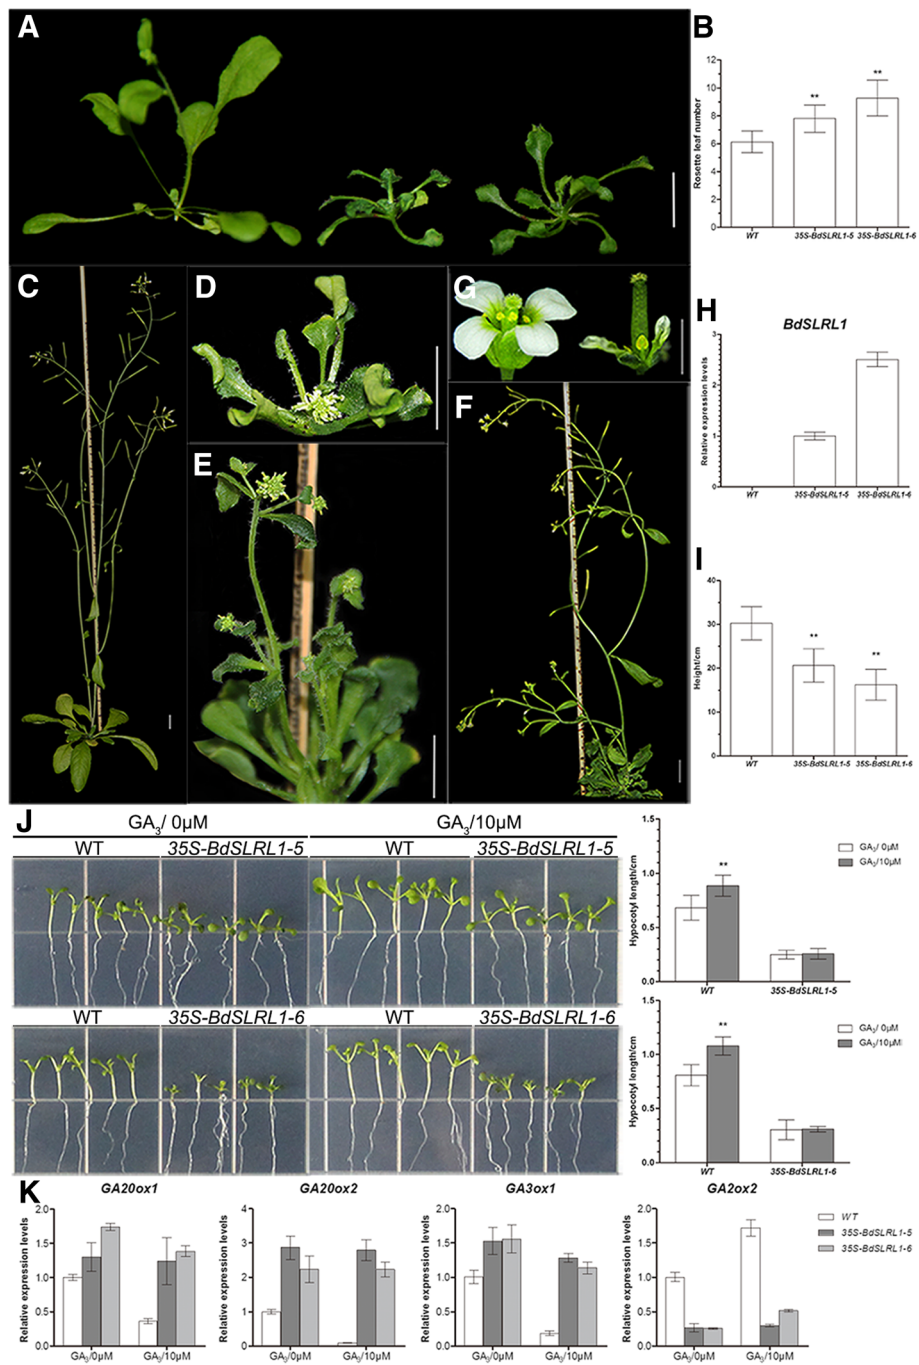 A
B
Rosette leaf number
12
10
8
6
4
2
0
**
**
WT
35S-BdSLRL1-5
35S-BdSLRL1-6
C
D
G
E
F
H
BdSLRL1
Relative expression levels
3
2
1
0
WT
35S-BdSLRL1-5
35S-BdSLRL1-6
I
Height/cm
40
30
20
10
0
**
**
WT
35S-BdSLRL1-5
35S-BdSLRL1-6
J
GA3/ 0μM
GA3/10μM
WT
35S-BdSLRL1-5
WT
35S-BdSLRL1-5
WT
35S-BdSLRL1-6
WT
35S-BdSLRL1-6
Hypocotyl length/cm
1.5
1.0
0.5
0.0
**
GA3/ 0μM
GA3/10μM
WT
35S-BdSLRL1-5
Hypocotyl length/cm
1.5
1.0
0.5
0.0
**
GA3/ 0μM
GA3/10μM
WT
35S-BdSLRL1-6
K
GA20ox1
Relative expression levels
2.0
1.5
1.0
0.5
0.0
GA3/0μM
GA3/10μM
GA20ox2
Relative expression levels
4
3
2
1
0
GA3/0μM
GA3/10μM
GA3ox1
Relative expression levels
2.0
1.5
1.0
0.5
0.0
GA3/0μM
GA3/10μM
GA2ox2
Relative expression levels
2.0
1.5
1.0
0.5
0.0
GA3/0μM
GA3/10μM
WT
35S-BdSLRL1-5
35S-BdSLRL1-6